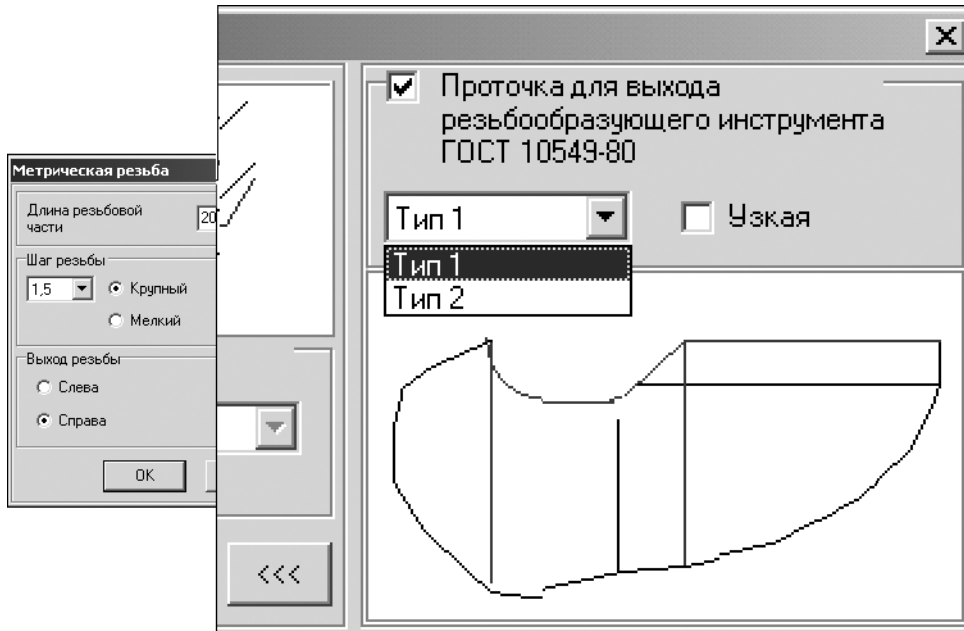 Метрическая резьба
Длина резьбовой
части
20
Шаг резьбы
1,5
Крупный
Мелкий
Выход резьбы
Слева
Справа
OK
<<<
Проточка для выхода
резьбообразующего инструмента
ГОСТ 10549-80
Тип 1
Узкая
Тип 1
Тип 2